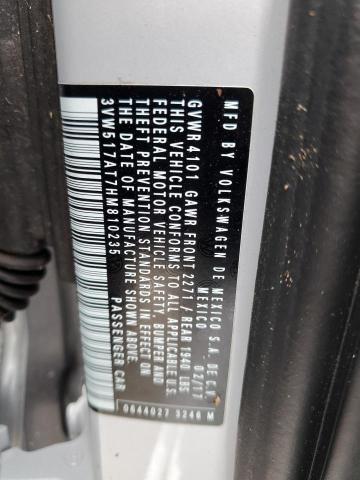 MFD BY VOLKSWAGEN DE MEXICO S.A. DE C.V.
MEXICO 02/17
GVWR 4101 GAWR FRONT 2271 / REAR 1940 LBS
THIS VEHICLE CONFORMS TO ALL APPLICABLE U.S.
FEDERAL MOTOR VEHICLE SAFETY, BUMPER AND
THEFT PREVENTION STANDARDS IN EFFECT ON
THE DATE OF MANUFACTURE SHOWN ABOVE.
3VW517AT7HM810235 PASSENGER CAR
0644027 3246 M